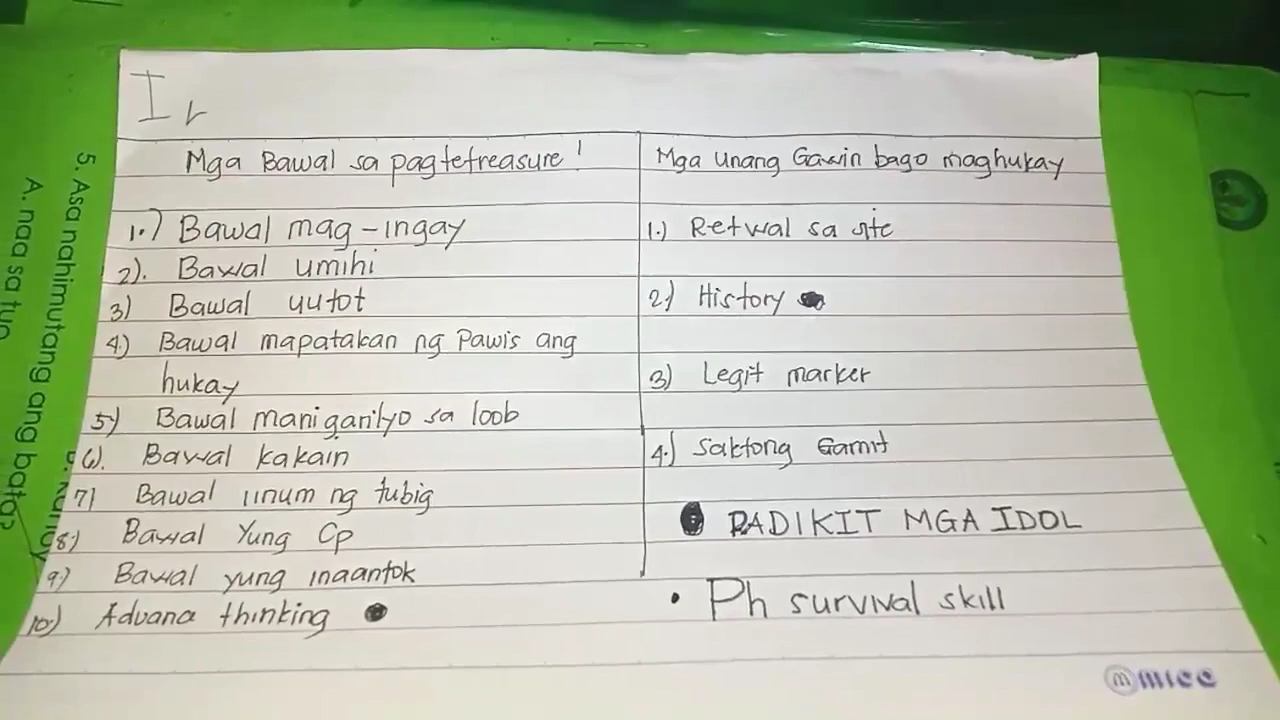 I
Mga Bawal sa pagtetreasure!
1.) Bawal mag-ingay
2). Bawal umihi
3) Bawal uutot
4.) Bawal mapatakan ng Pawis ang
hukay
5) Bawal manigarilyo sa loob
6). Bawal kakain
7) Bawal iinum ng tubig
8) Bawal Yung Cp
9.) Bawal yung inaantok
10.) Advance thinking
Mga Unang Gawin bago maghukay
1.) Retwal sa site
2) History
3) Legit marker
4.) Saktong Gamit
PADIKIT MGA IDOL
• Ph survival skill
micc
5. Asa nahimutang ang bata?
A. naa sa